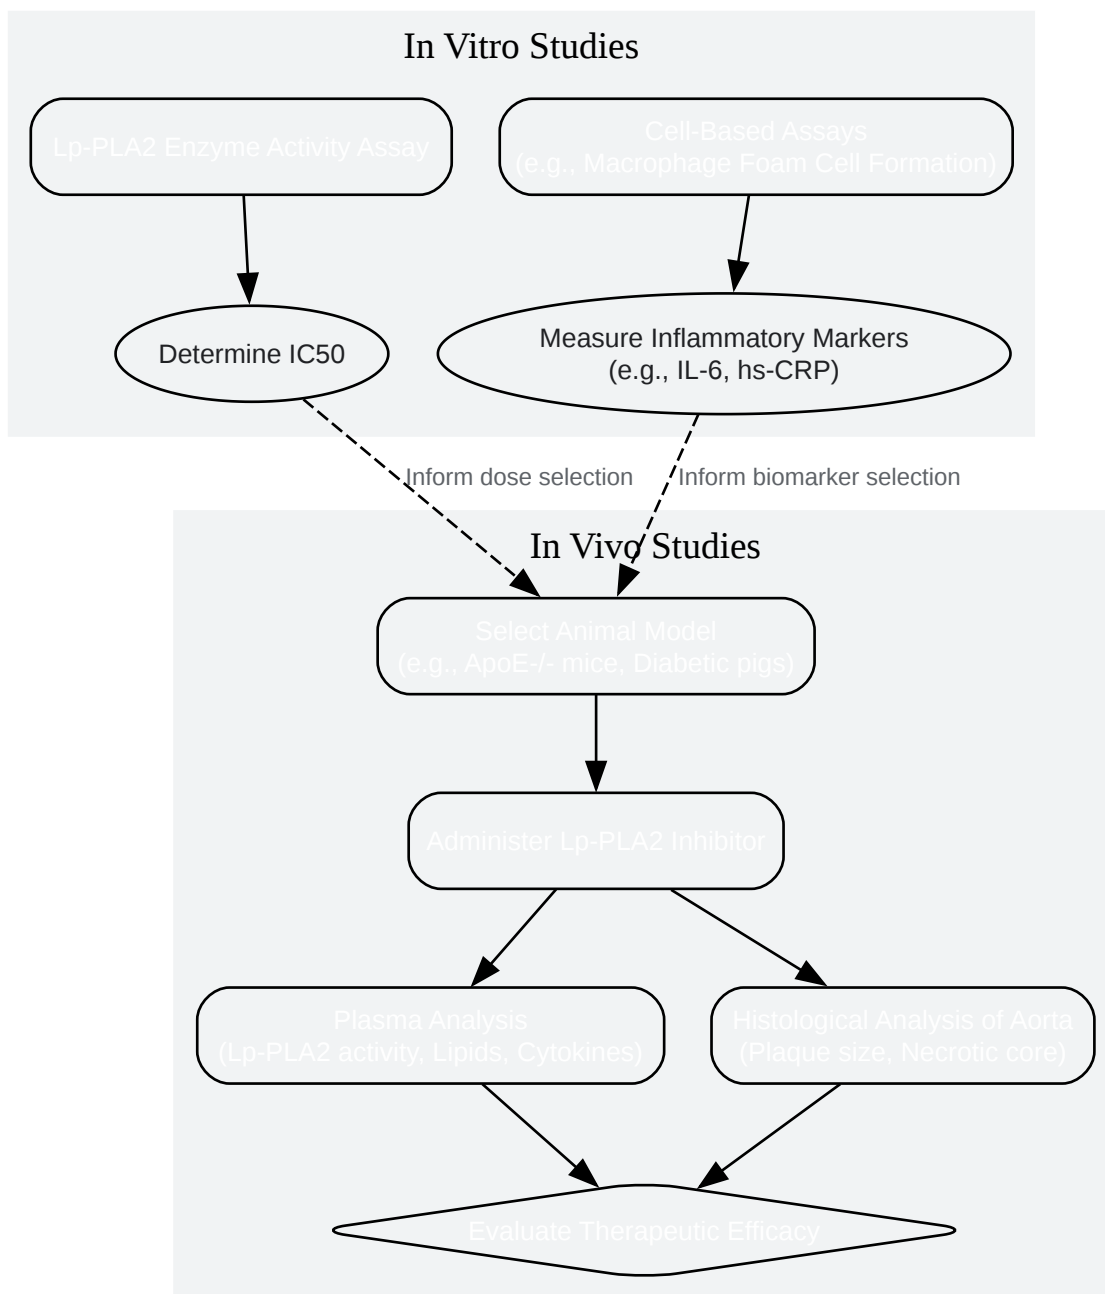 In Vitro Studies
Lp-PLA2 Enzyme Activity Assay
Cell-Based Assays
(e.g., Macrophage Foam Cell Formation)
Determine IC50
Measure Inflammatory Markers
(e.g., IL-6, hs-CRP)
Inform dose selection
Inform biomarker selection
In Vivo Studies
Select Animal Model
(e.g., ApoE-/- mice, Diabetic pigs)
Administer Lp-PLA2 Inhibitor
Plasma Analysis
(Lp-PLA2 activity, Lipids, Cytokines)
Histological Analysis of Aorta
(Plaque size, Necrotic core)
Evaluate Therapeutic Efficacy